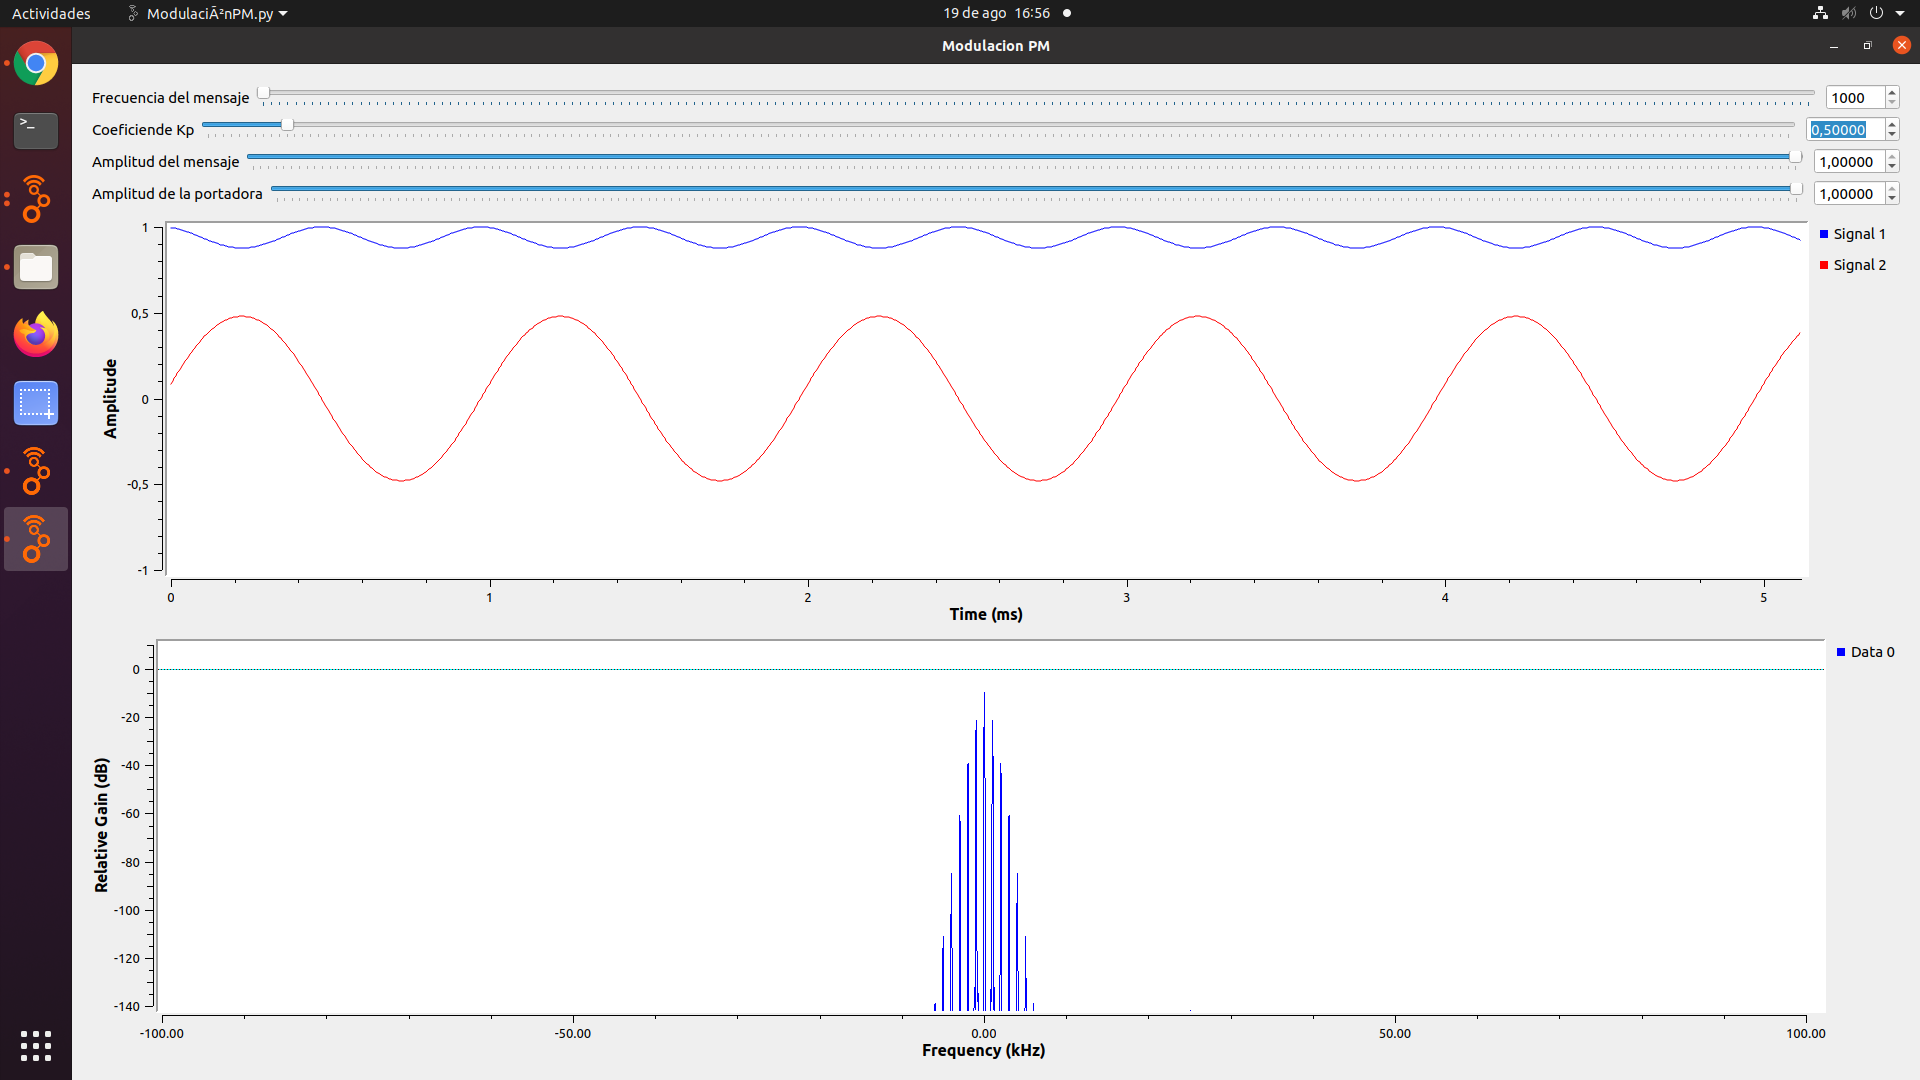 Actividades ModulaciÃ²nPM.py 19 de ago 16:56
Modulacion PM
Frecuencia del mensaje 1000
Coeficiende Kp 0,50000
Amplitud del mensaje 1,00000
Amplitud de la portadora 1,00000
Signal 1
Signal 2
Amplitude
1
0,5
0
-0,5
-1
0 1 2 3 4 5
Time (ms)
Data 0
Relative Gain (dB)
0
-20
-40
-60
-80
-100
-120
-140
-100.00 -50.00 0.00 50.00 100.00
Frequency (kHz)